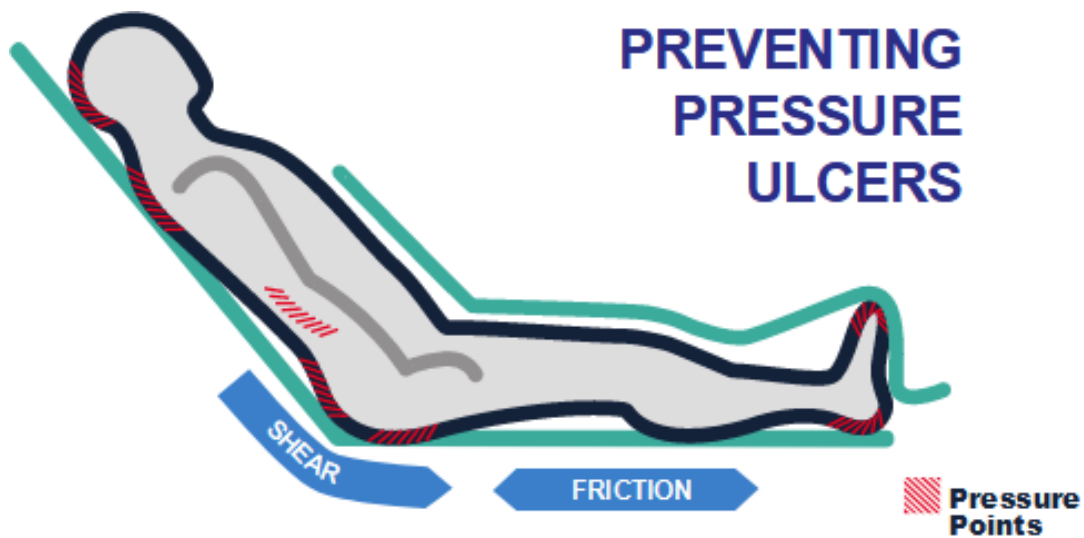 PREVENTING
PRESSURE
ULCERS
SHEAR
FRICTION
Pressure
Points